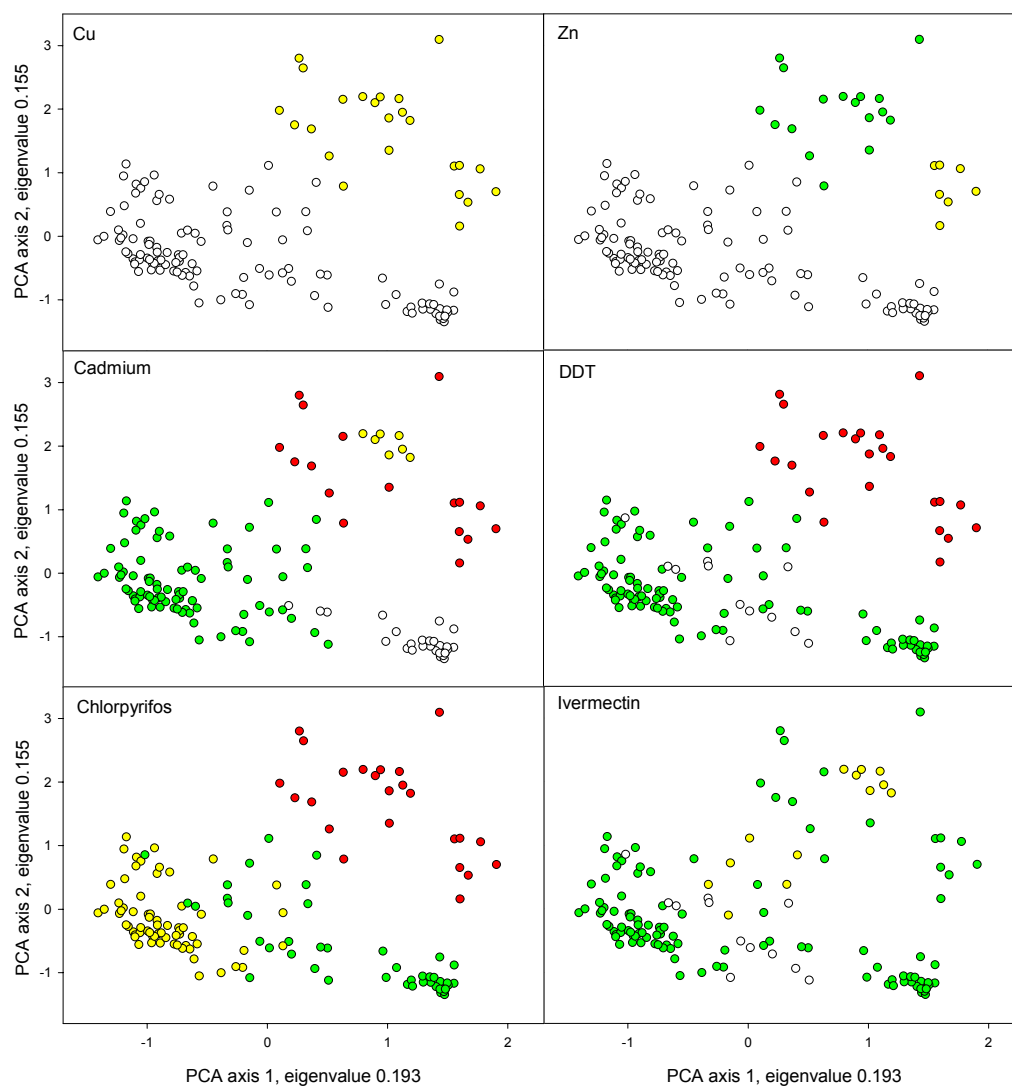 Cu
Zn
3
2
1
0
-1
PCA axis 2, eigenvalue 0.155
Cadmium
DDT
3
2
1
0
-1
PCA axis 2, eigenvalue 0.155
Chlorpyrifos
Ivermectin
3
2
1
0
-1
PCA axis 2, eigenvalue 0.155
-1 0 1 2 -1 0 1 2
PCA axis 1, eigenvalue 0.193 PCA axis 1, eigenvalue 0.193